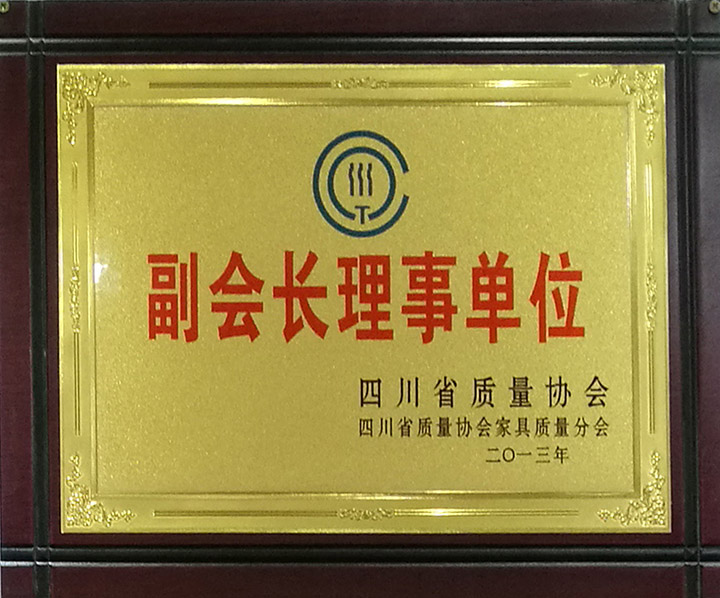 副会长理事单位
四川省质量协会
四川省质量协会家具质量分会
二〇一三年